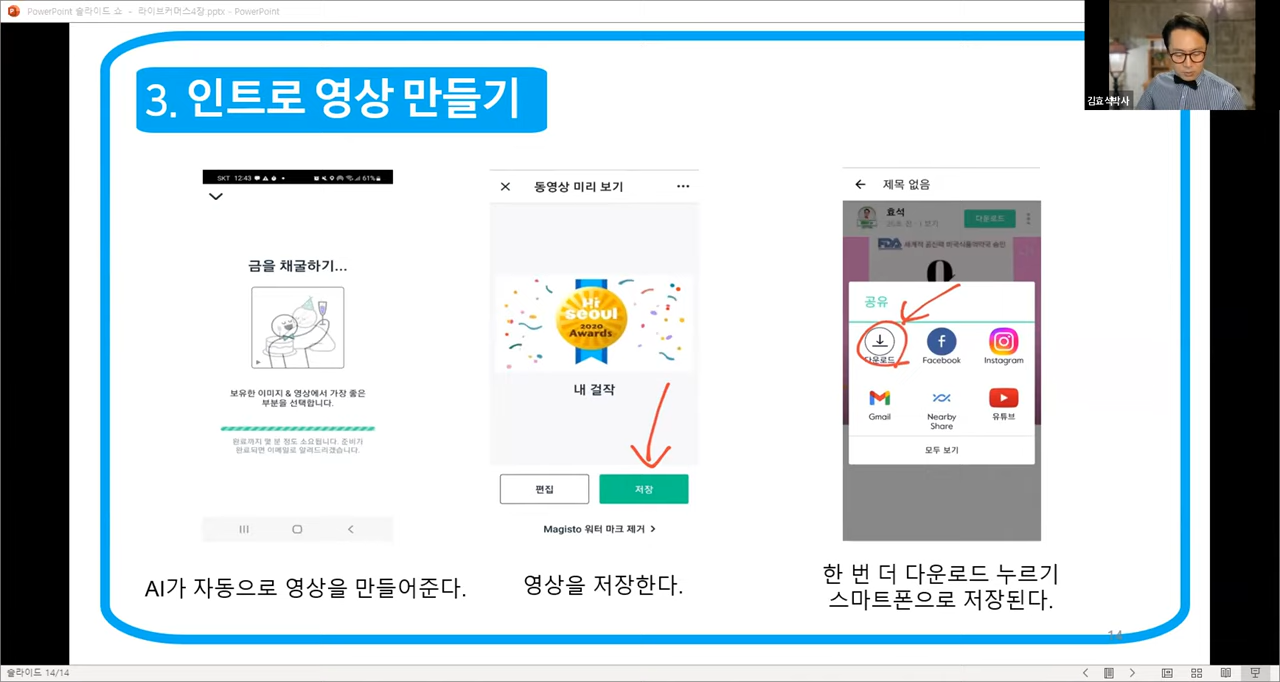 PowerPoint 슬라이드 쇼 - 라이브커머스4장.pptx - PowerPoint
김효석박사
3. 인트로 영상 만들기
SKT 12:43
61%
금을 채굴하기...
보유한 이미지 & 영상에서 가장 좋은
부분을 선택합니다.
완료까지 몇 분 정도 소요됩니다. 준비가
완료되면 이메일로 알려드리겠습니다.
AI가 자동으로 영상을 만들어준다.
동영상 미리 보기
Hi
seoul
2020
Awards
내 걸작
편집
저장
Magisto 워터 마크 제거
영상을 저장한다.
제목 없음
효석
다운로드
FDA 세계적 공신력 미국식품의약국 승인
공유
다운로드
Facebook
Instagram
Gmail
Nearby
Share
유튜브
모두 보기
한 번 더 다운로드 누르기
스마트폰으로 저장된다.
14
슬라이드 14/14